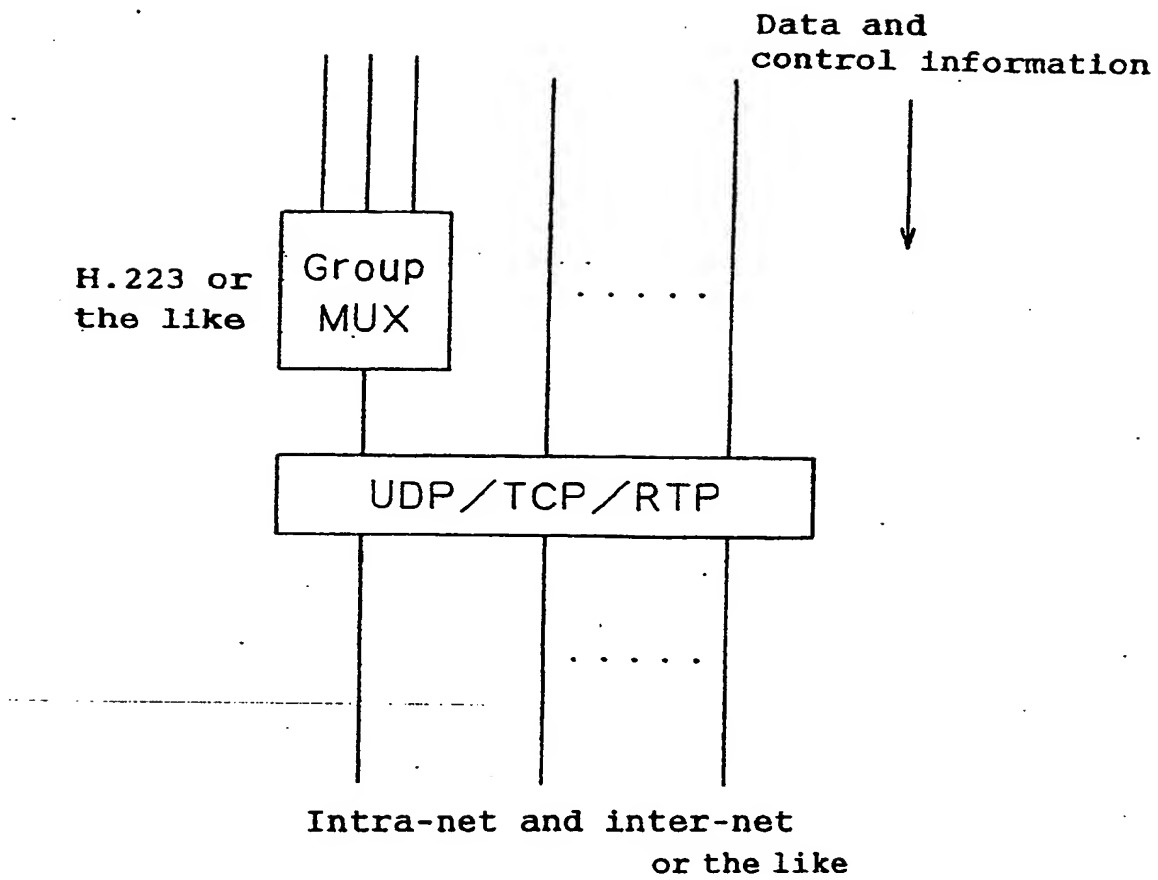 Data and
control information
H.223 or
the like
Group
MUX
. . . . .
UDP/TCP/RTP
. . . . .
Intra-net and inter-net
or the like